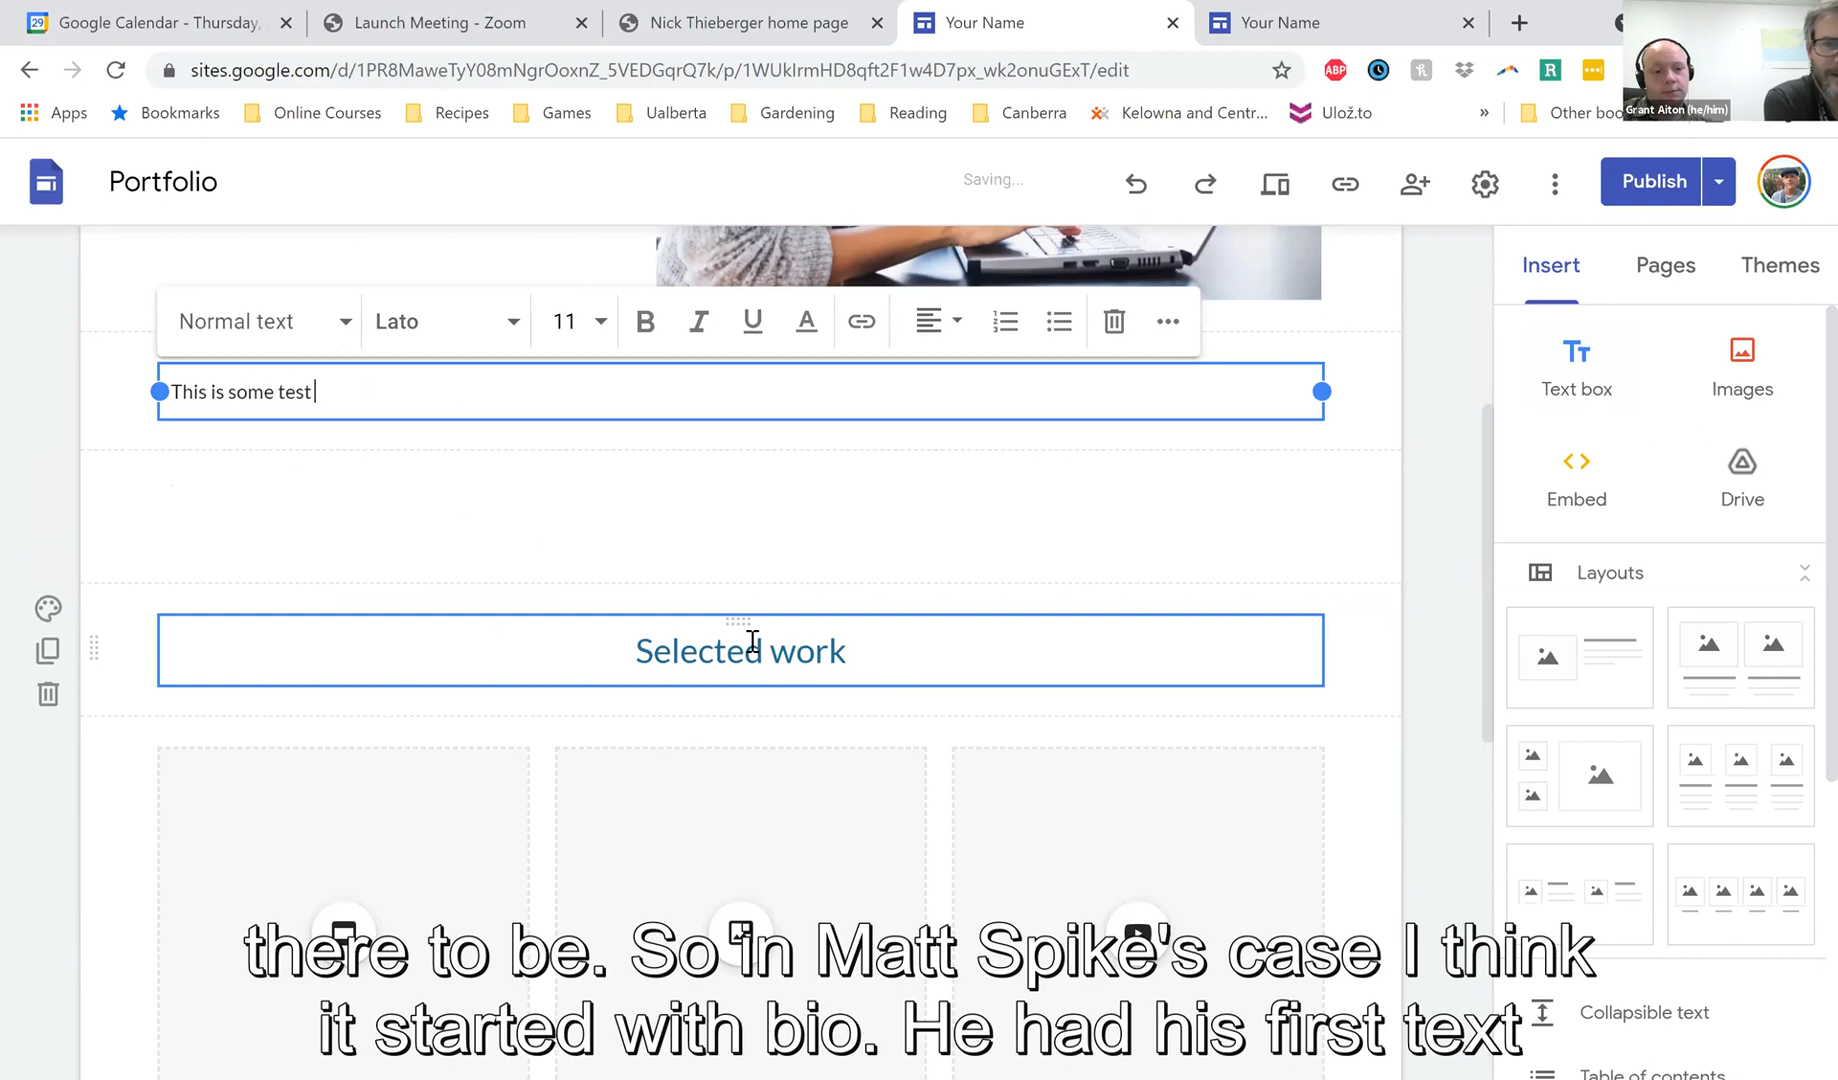 Google Calendar - Thursday,
Launch Meeting - Zoom
Nick Thieberger home page
Your Name
Your Name
sites.google.com/d/1PR8MaweTyY08mNgrOoxnZ_5VEDGqrQ7k/p/1WUkIrmHD8qft2F1w4D7px_wk2onuGExT/edit
Apps
Bookmarks
Online Courses
Recipes
Games
Ualberta
Gardening
Reading
Canberra
Kelowna and Centr...
Ulož.to
»
Other boo
Grant Aiton (he/him)
Portfolio
Saving...
Publish
Insert
Pages
Themes
Normal text
Lato
11
This is some test
Text box
Images
Embed
Drive
Layouts
Selected work
there to be. So in Matt Spike's case I think
it started with bio. He had his first text
Collapsible text
Table of contents